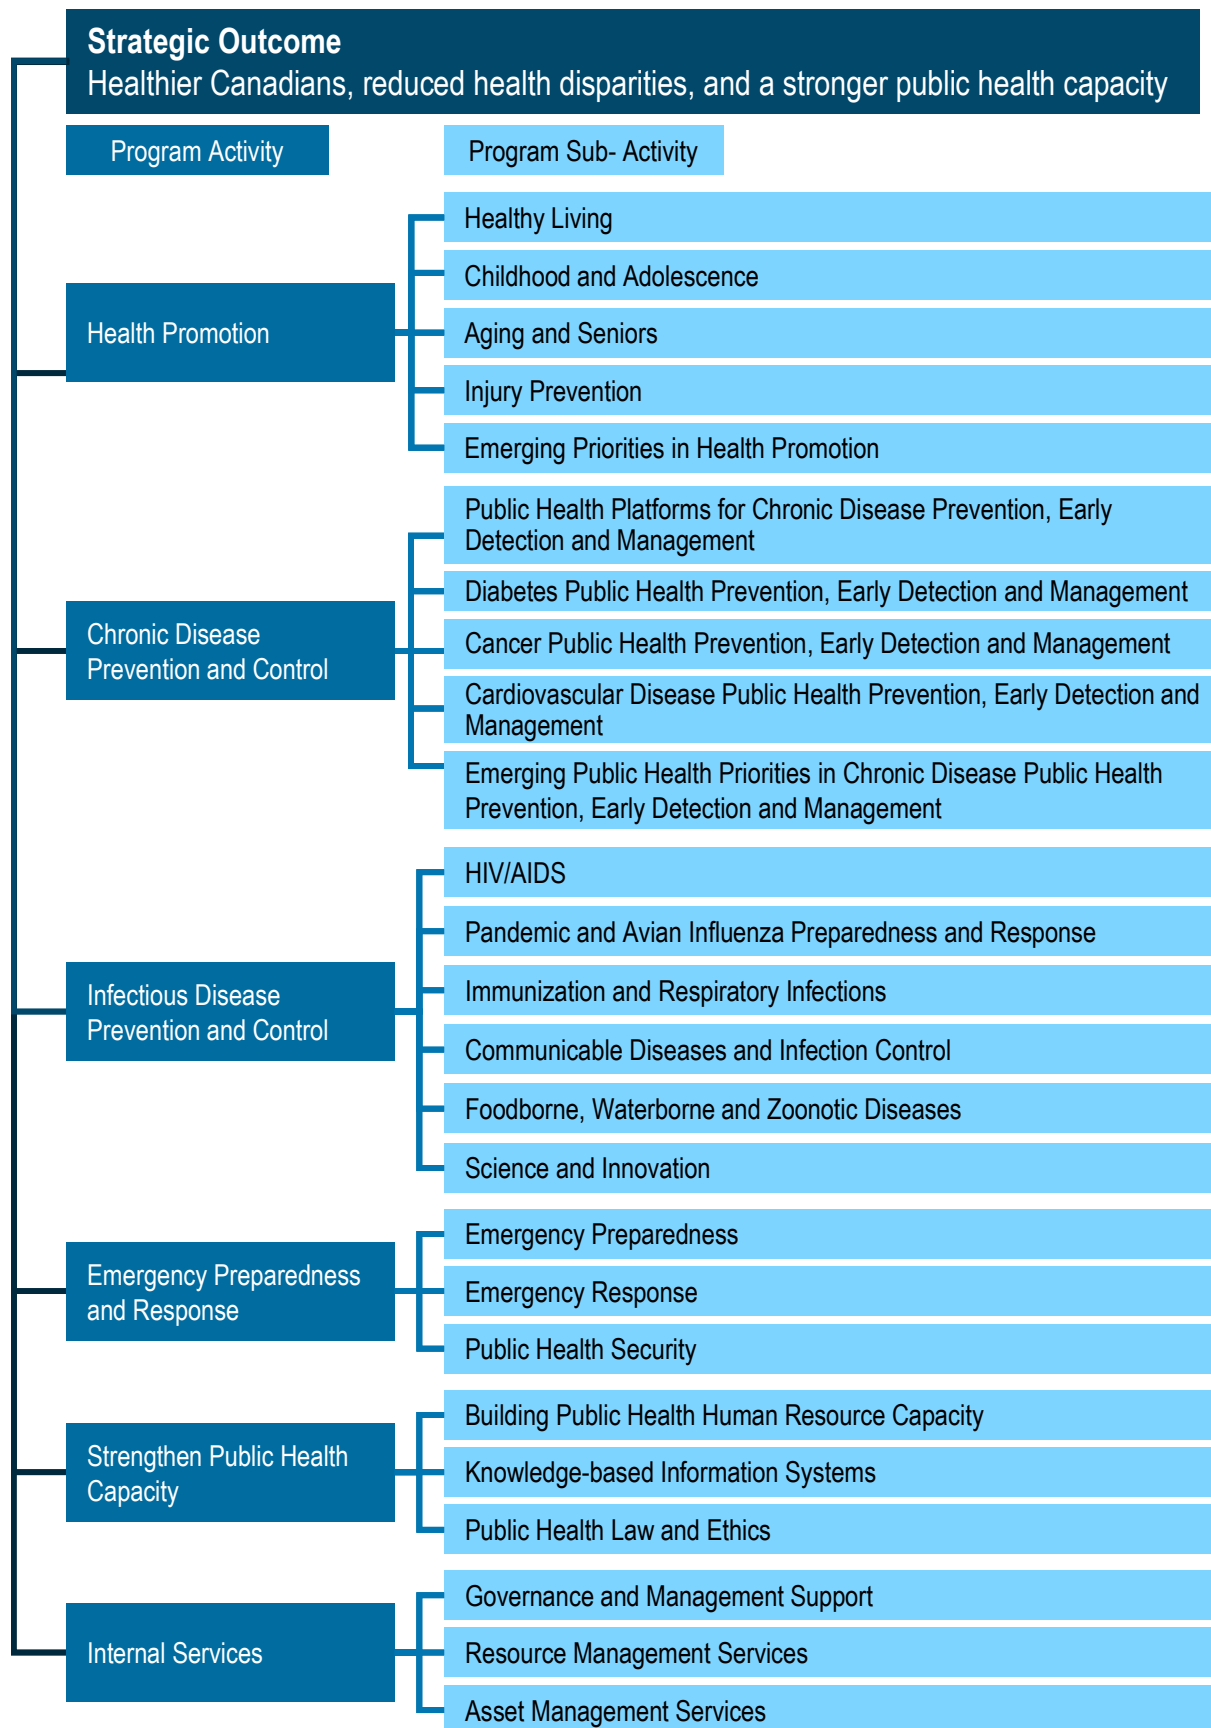 Strategic Outcome
Healthier Canadians, reduced health disparities, and a stronger public health capacity
Program Activity
Program Sub- Activity
Health Promotion
Healthy Living
Childhood and Adolescence
Aging and Seniors
Injury Prevention
Emerging Priorities in Health Promotion
Chronic Disease
Prevention and Control
Public Health Platforms for Chronic Disease Prevention, Early
Detection and Management
Diabetes Public Health Prevention, Early Detection and Management
Cancer Public Health Prevention, Early Detection and Management
Cardiovascular Disease Public Health Prevention, Early Detection and
Management
Emerging Public Health Priorities in Chronic Disease Public Health
Prevention, Early Detection and Management
Infectious Disease
Prevention and Control
HIV/AIDS
Pandemic and Avian Influenza Preparedness and Response
Immunization and Respiratory Infections
Communicable Diseases and Infection Control
Foodborne, Waterborne and Zoonotic Diseases
Science and Innovation
Emergency Preparedness
and Response
Emergency Preparedness
Emergency Response
Public Health Security
Strengthen Public Health
Capacity
Building Public Health Human Resource Capacity
Knowledge-based Information Systems
Public Health Law and Ethics
Internal Services
Governance and Management Support
Resource Management Services
Asset Management Services